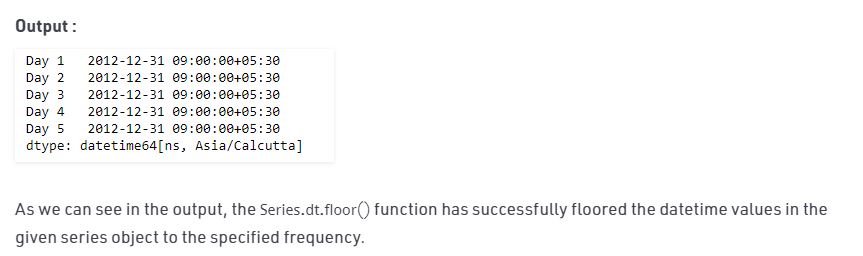 Output :
Day 1   2012-12-31 09:00:00+05:30
Day 2   2012-12-31 09:00:00+05:30
Day 3   2012-12-31 09:00:00+05:30
Day 4   2012-12-31 09:00:00+05:30
Day 5   2012-12-31 09:00:00+05:30
dtype: datetime64[ns, Asia/Calcutta]
As we can see in the output, the Series.dt.floor() function has successfully floored the datetime values in the
given series object to the specified frequency.